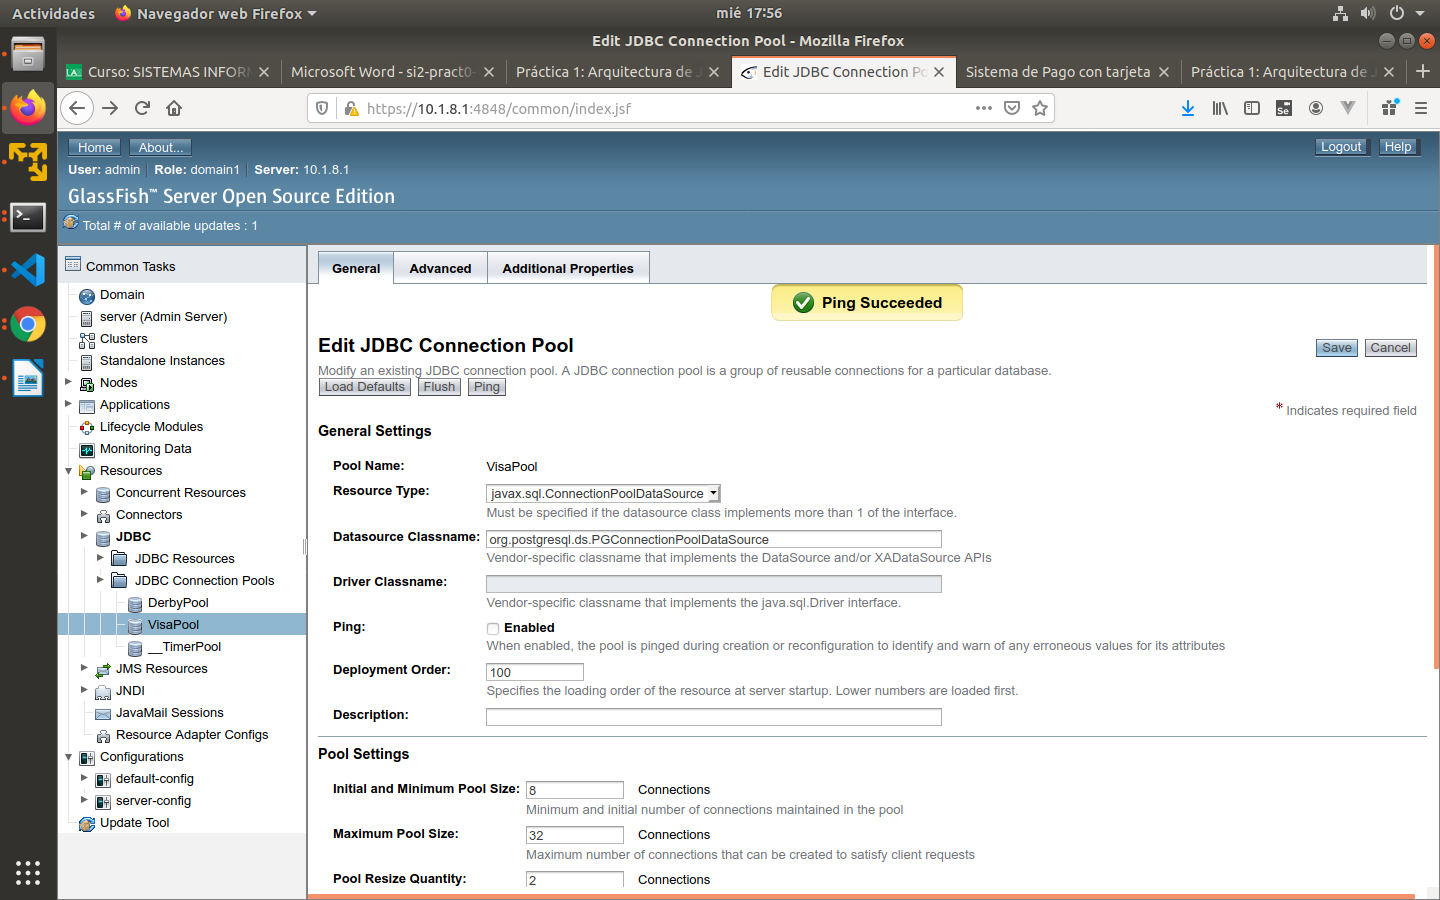 Actividades
Navegador web Firefox
mié 17:56
Edit JDBC Connection Pool - Mozilla Firefox
Curso: SISTEMAS INFOR
Microsoft Word - si2-pract0-
Práctica 1: Arquitectura de J
Edit JDBC Connection Po
Sistema de Pago con tarjeta
Práctica 1: Arquitectura de J
https://10.1.8.1:4848/common/index.jsf
Home
About...
Logout
Help
User: admin
Role: domain1
Server: 10.1.8.1
GlassFish™ Server Open Source Edition
Total # of available updates : 1
Common Tasks
Domain
server (Admin Server)
Clusters
Standalone Instances
Nodes
Applications
Lifecycle Modules
Monitoring Data
Resources
Concurrent Resources
Connectors
JDBC
JDBC Resources
JDBC Connection Pools
DerbyPool
VisaPool
__TimerPool
JMS Resources
JNDI
JavaMail Sessions
Resource Adapter Configs
Configurations
default-config
server-config
Update Tool
General
Advanced
Additional Properties
Ping Succeeded
Edit JDBC Connection Pool
Save
Cancel
Modify an existing JDBC connection pool. A JDBC connection pool is a group of reusable connections for a particular database.
Load Defaults
Flush
Ping
* Indicates required field
General Settings
Pool Name: VisaPool
Resource Type: javax.sql.ConnectionPoolDataSource
Must be specified if the datasource class implements more than 1 of the interface.
Datasource Classname: org.postgresql.ds.PGConnectionPoolDataSource
Vendor-specific classname that implements the DataSource and/or XADataSource APIs
Driver Classname:
Vendor-specific classname that implements the java.sql.Driver interface.
Ping: Enabled
When enabled, the pool is pinged during creation or reconfiguration to identify and warn of any erroneous values for its attributes
Deployment Order: 100
Specifies the loading order of the resource at server startup. Lower numbers are loaded first.
Description:
Pool Settings
Initial and Minimum Pool Size: 8 Connections
Minimum and initial number of connections maintained in the pool
Maximum Pool Size: 32 Connections
Maximum number of connections that can be created to satisfy client requests
Pool Resize Quantity: 2 Connections